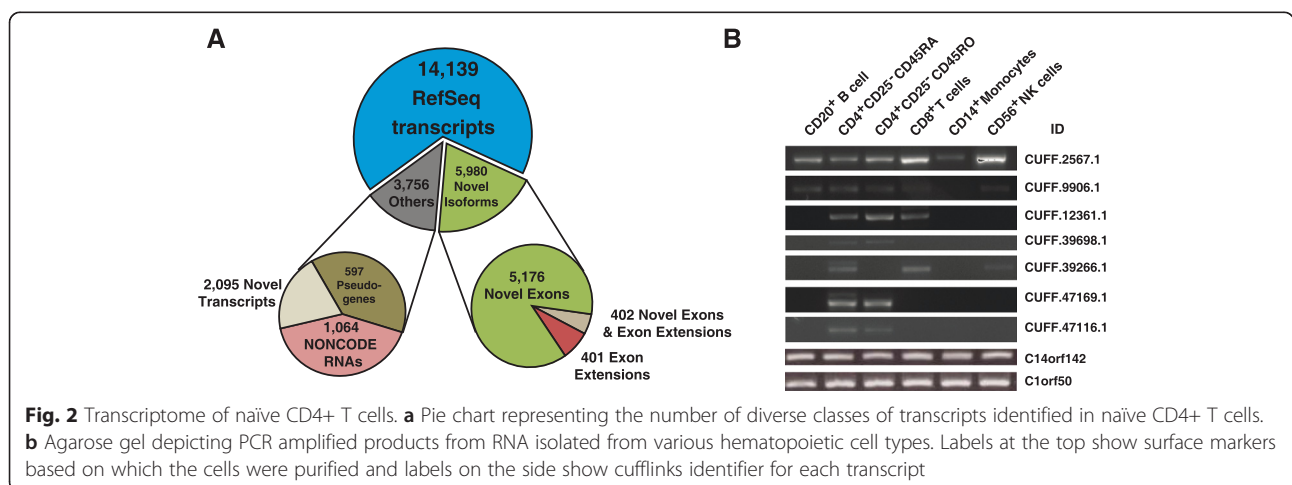 A
14,139
RefSeq
transcripts
3,756
Others
5,980
Novel
Isoforms
2,095 Novel
Transcripts
597
Pseudo-
genes
1,064
NONCODE
RNAs
5,176
Novel Exons
402 Novel Exons
& Exon Extensions
401 Exon
Extensions
B
CD20+ B cell
CD4+CD25-CD45RA
CD4+CD25-CD45RO
CD8+T cells
CD14+Monocytes
CD56+NK cells
ID
CUFF.2567.1
CUFF.9906.1
CUFF.12361.1
CUFF.39698.1
CUFF.39266.1
CUFF.47169.1
CUFF.47116.1
C14orf142
C1orf50
Fig. 2 Transcriptome of naïve CD4+ T cells. a Pie chart representing the number of diverse classes of transcripts identified in naïve CD4+ T cells.
b Agarose gel depicting PCR amplified products from RNA isolated from various hematopoietic cell types. Labels at the top show surface markers
based on which the cells were purified and labels on the side show cufflinks identifier for each transcript